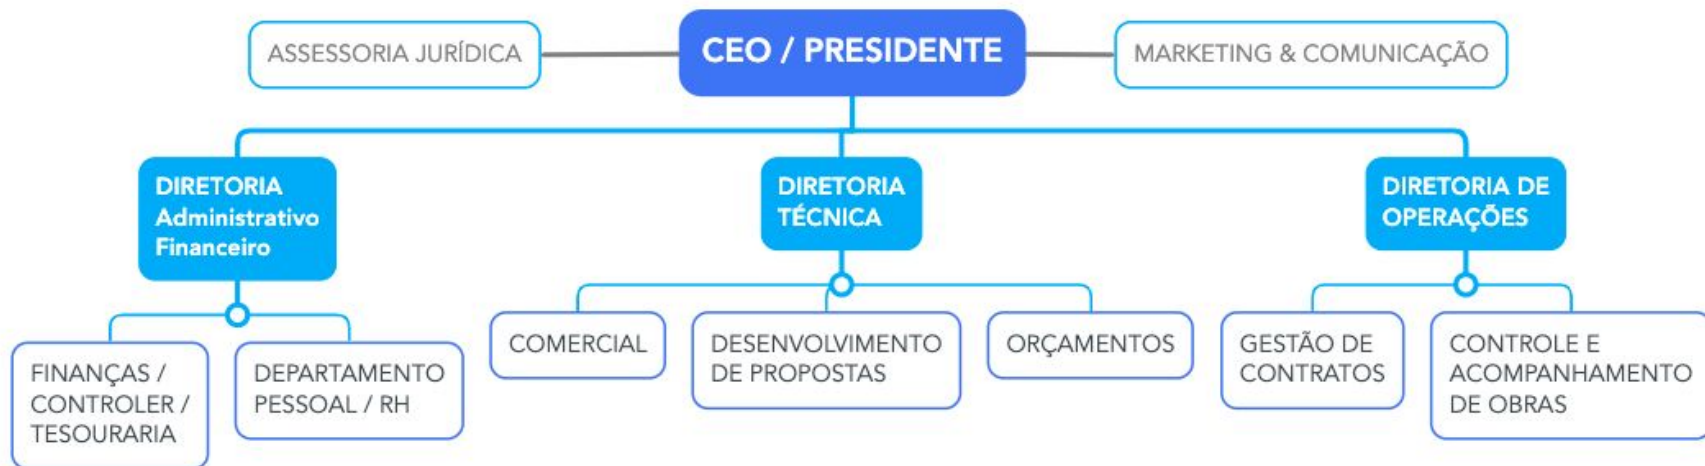 ASSESSORIA JURÍDICA
CEO / PRESIDENTE
MARKETING & COMUNICAÇÃO
DIRETORIA
Administrativo
Financeiro
DIRETORIA
TÉCNICA
DIRETORIA DE
OPERAÇÕES
FINANÇAS /
CONTROLER /
TESOURARIA
DEPARTAMENTO
PESSOAL / RH
COMERCIAL
DESENVOLVIMENTO
DE PROPOSTAS
ORÇAMENTOS
GESTÃO DE
CONTRATOS
CONTROLE E
ACOMPANHAMENTO
DE OBRAS